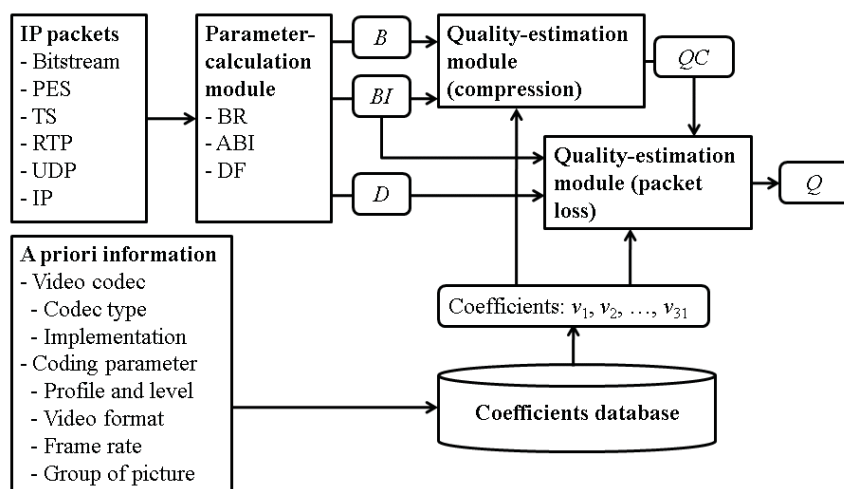 IP packets
- Bitstream
- PES
- TS
- RTP
- UDP
- IP
Parameter-
calculation
module
- BR
- ABI
- DF
B
BI
D
Quality-estimation
module
(compression)
QC
Quality-estimation
module (packet
loss)
Q
A priori information
- Video codec
- Codec type
- Implementation
- Coding parameter
- Profile and level
- Video format
- Frame rate
- Group of picture
Coefficients: v1, v2, …, v31
Coefficients database